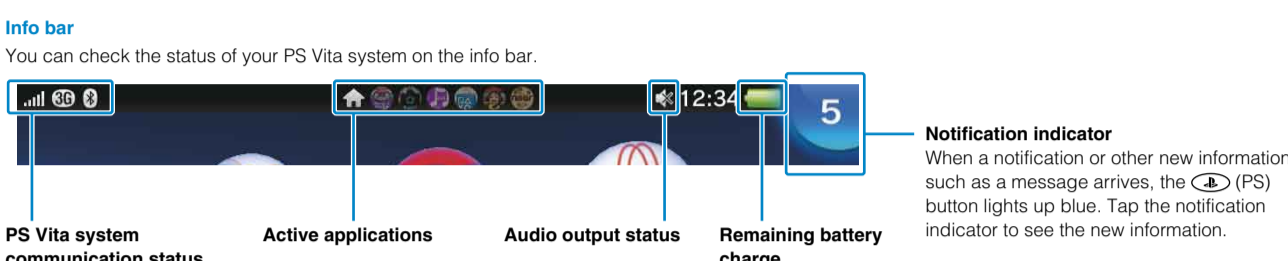 Info bar
You can check the status of your PS Vita system on the info bar.
3G
12:34
5
Notification indicator
When a notification or other new information
such as a message arrives, the (PS)
button lights up blue. Tap the notification
indicator to see the new information.
PS Vita system
communication status
Active applications
Audio output status
Remaining battery
charge